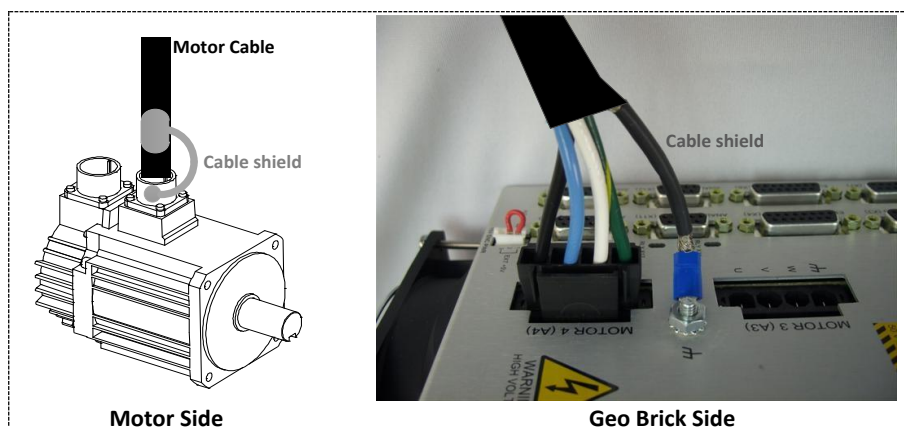 Motor Cable
Cable shield
Motor Side
Cable shield
U V W
MOTOR 4 (A4)
MOTOR 3 (A3)
WARNING
HIGH VOLT
Geo Brick Side